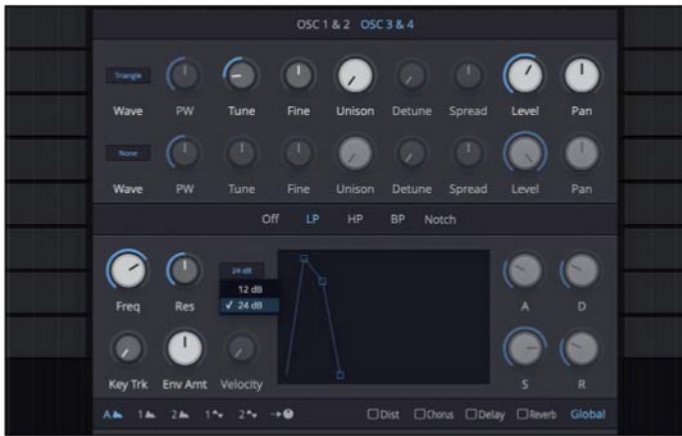 OSC 1 & 2 OSC 3 & 4
Triangle
Wave PW Tune Fine Unison Detune Spread Level Pan
None
Wave PW Tune Fine Unison Detune Spread Level Pan
Off LP HP BP Notch
24 dB
12 dB
✓ 24 dB
Freq Res A D
Key Trk Env Amt Velocity S R
A 1 2 1 2 Dist Chorus Delay Reverb Global